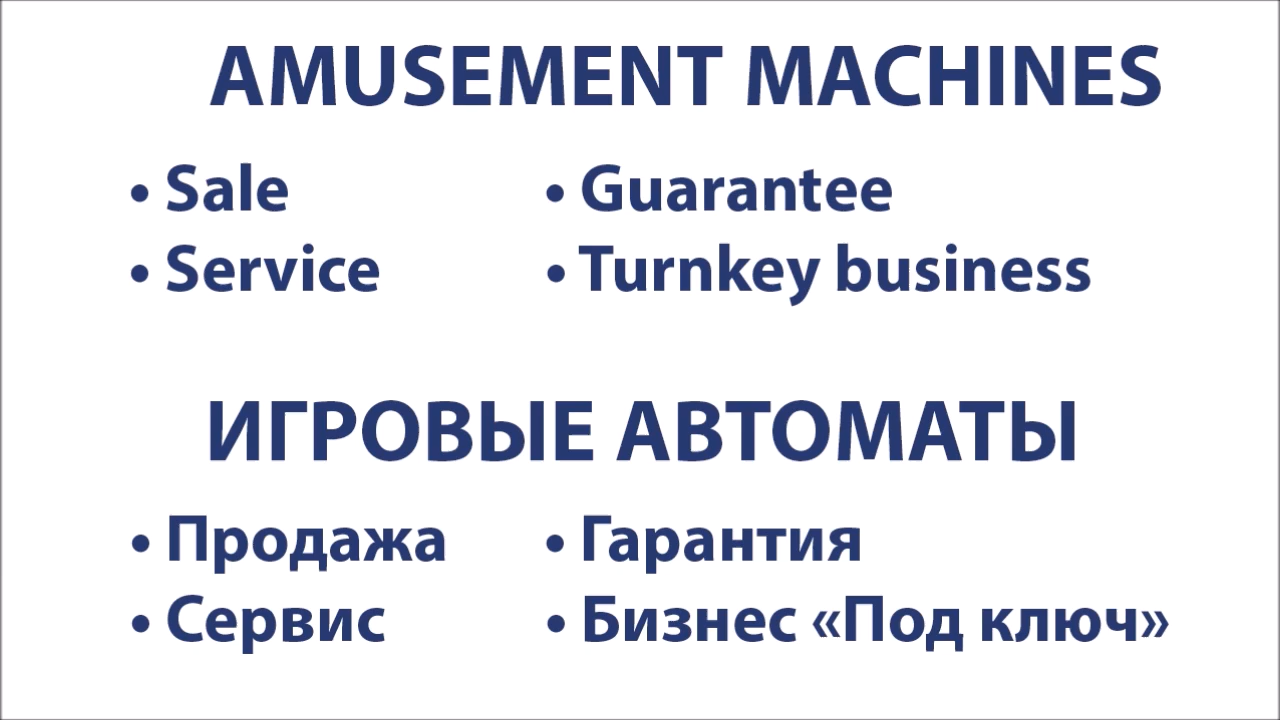 AMUSEMENT MACHINES
• Sale
• Service
• Guarantee
• Turnkey business
ИГРОВЫЕ АВТОМАТЫ
• Продажа
• Сервис
• Гарантия
• Бизнес «Под ключ»